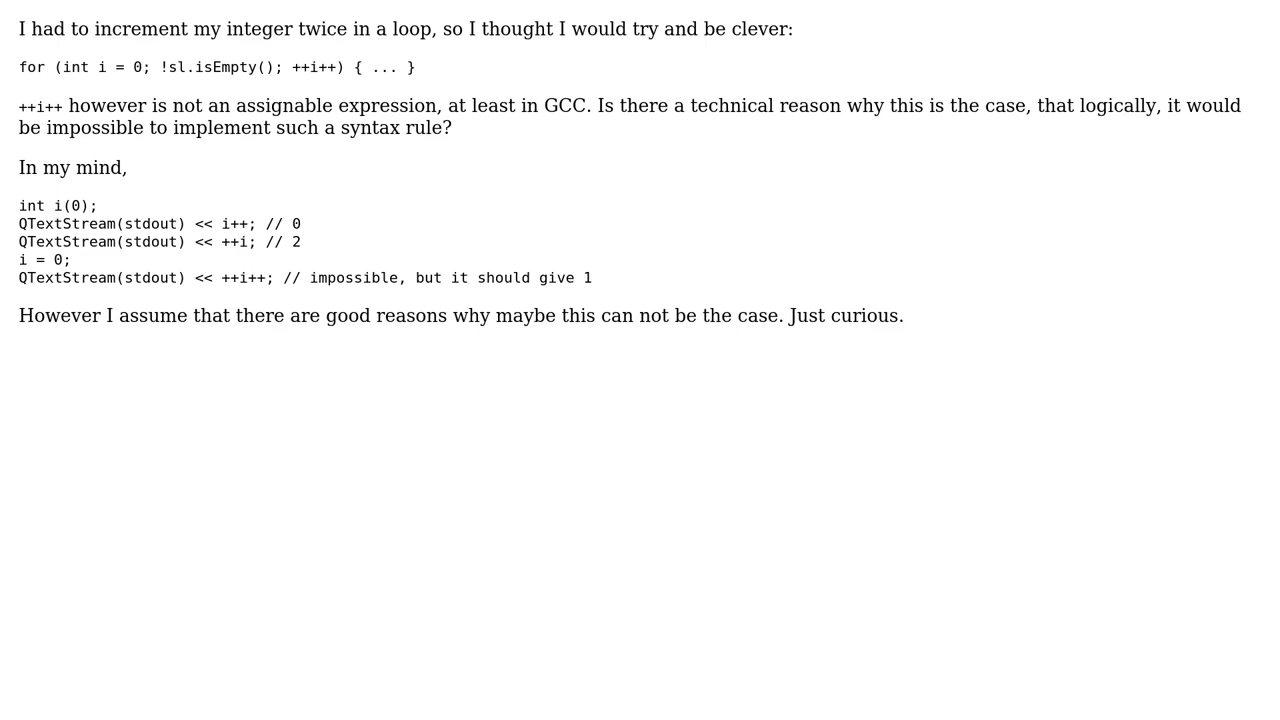 I had to increment my integer twice in a loop, so I thought I would try and be clever:
for (int i = 0; !sl.isEmpty(); ++i++) { ... }
++i++ however is not an assignable expression, at least in GCC. Is there a technical reason why this is the case, that logically, it would
be impossible to implement such a syntax rule?
In my mind,
int i(0);
QTextStream(stdout) << i++; // 0
QTextStream(stdout) << ++i; // 2
i = 0;
QTextStream(stdout) << ++i++; // impossible, but it should give 1
However I assume that there are good reasons why maybe this can not be the case. Just curious.